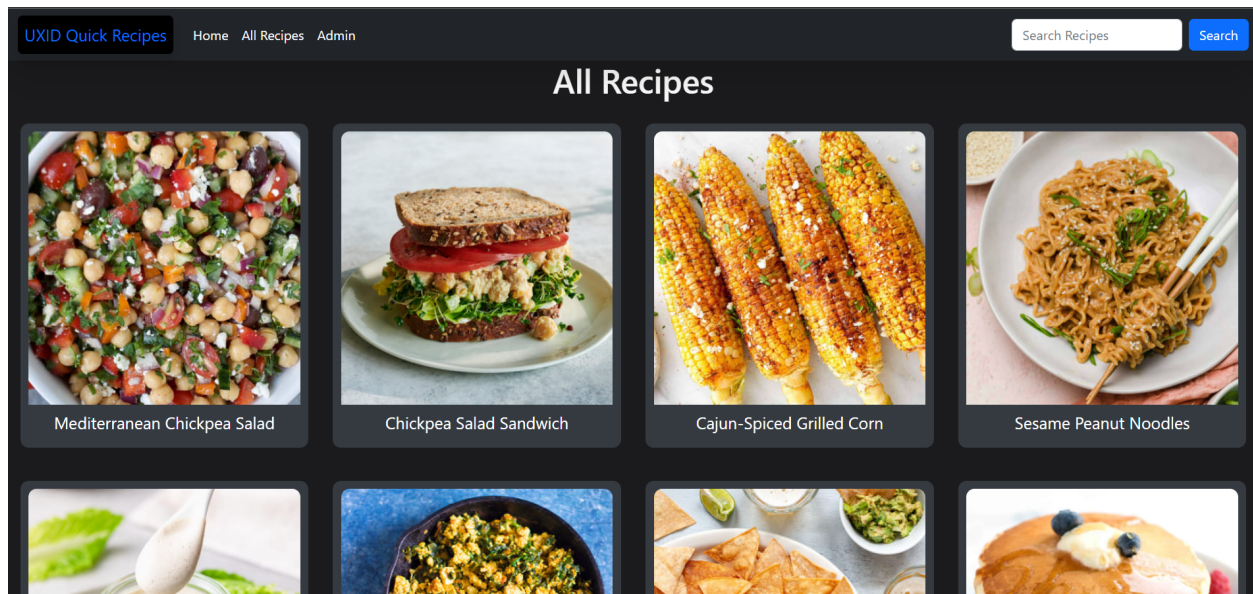 UXID Quick Recipes
Home
All Recipes
Admin
Search Recipes
Search
All Recipes
Mediterranean Chickpea Salad
Chickpea Salad Sandwich
Cajun-Spiced Grilled Corn
Sesame Peanut Noodles